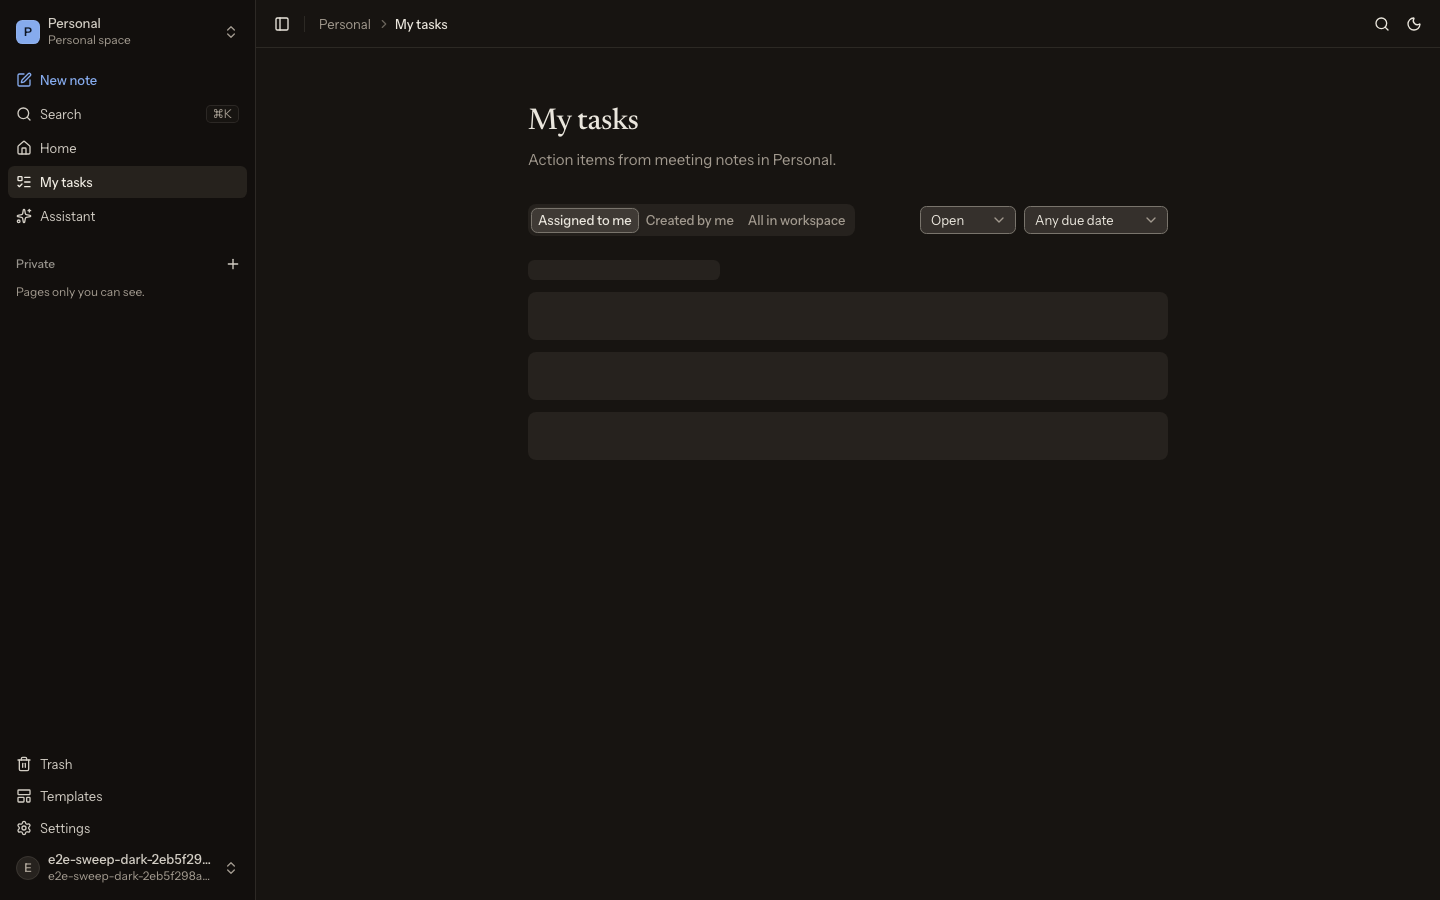 P
Personal
Personal space
New note
Search
⌘K
Home
My tasks
Assistant
Private
Pages only you can see.
Trash
Templates
Settings
E
e2e-sweep-dark-2eb5f29...
e2e-sweep-dark-2eb5f298a...
Personal
My tasks
My tasks
Action items from meeting notes in Personal.
Assigned to me
Created by me
All in workspace
Open
Any due date